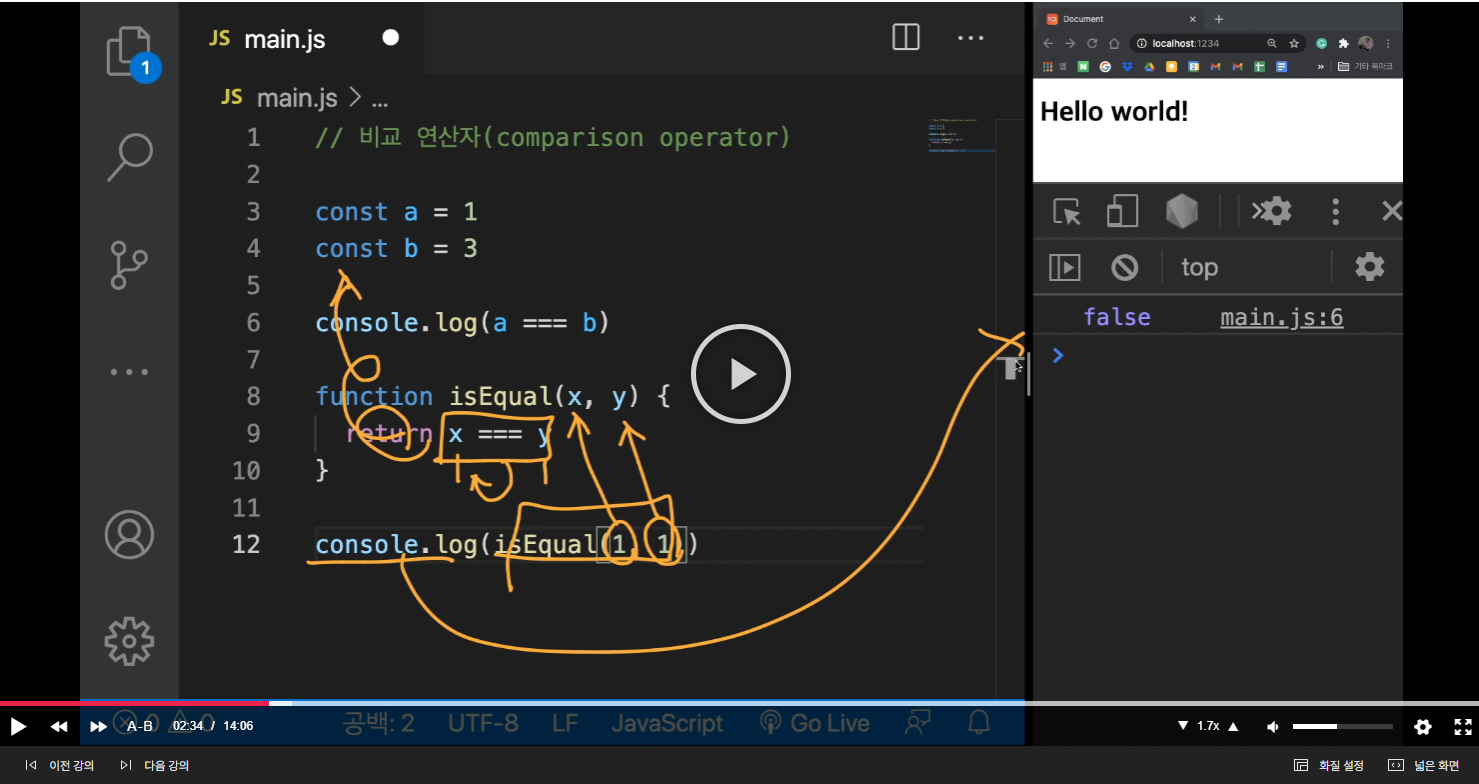 JS main.js
1
JS main.js > ...
1 // 비교 연산자(comparison operator)
2
3 const a = 1
4 const b = 3
5
6 console.log(a === b)
7
8 function isEqual(x, y) {
9 return x === y
10 }
11
12 console.log(isEqual(1, 1))
Document
localhost:1234
앱
기타 북마크
Hello world!
top
false main.js:6
A-B 02:34 / 14:06
0 0 공백: 2 UTF-8 LF JavaScript Go Live
1.7x
이전 강의 다음 강의 화질 설정 넓은 화면